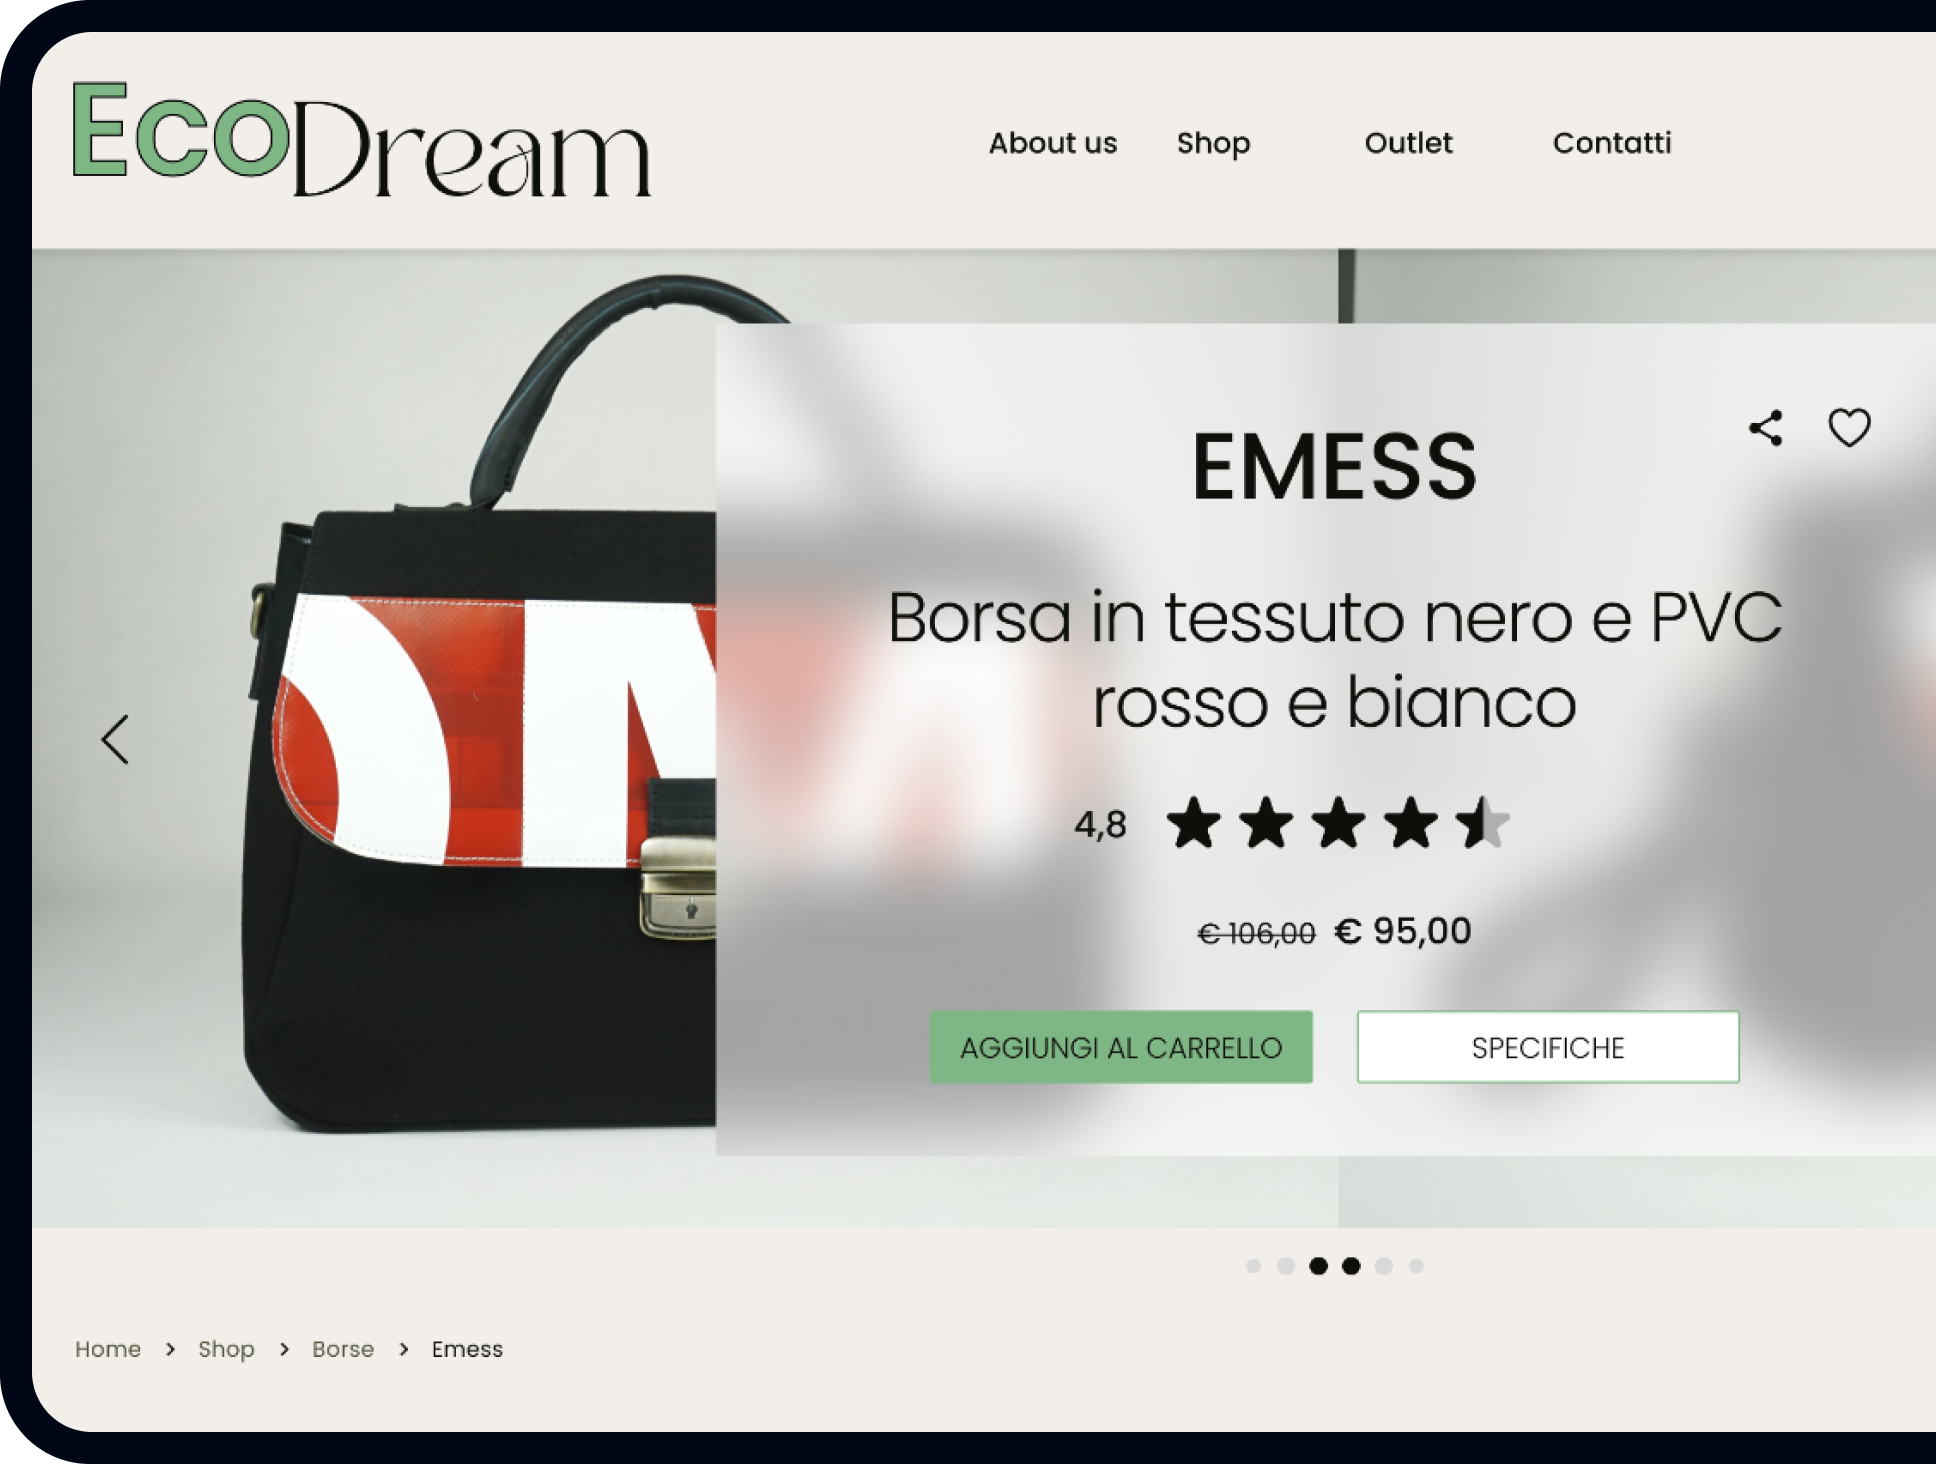 EcoDream
About us Shop Outlet Contatti
EMESS
Borsa in tessuto nero e PVC
rosso e bianco
4,8
€ 106,00 € 95,00
AGGIUNGI AL CARRELLO SPECIFICHE
Home > Shop > Borse > Emess